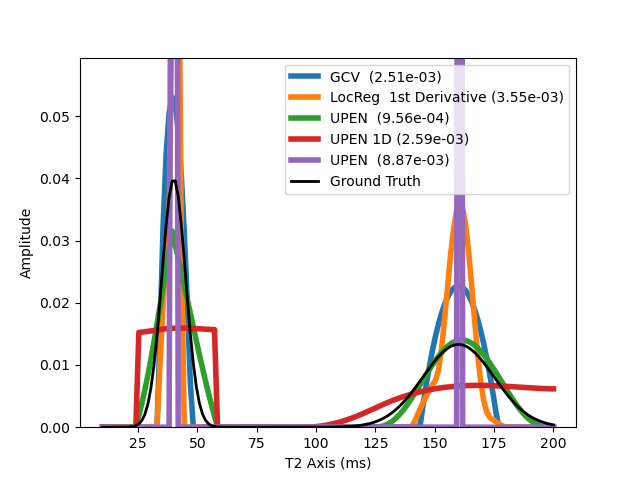 GCV (2.51e-03)
LocReg 1st Derivative (3.55e-03)
UPEN (9.56e-04)
UPEN 1D (2.59e-03)
UPEN (8.87e-03)
Ground Truth
0.05
0.04
0.03
0.02
0.01
0.00
Amplitude
25 50 75 100 125 150 175 200
T2 Axis (ms)